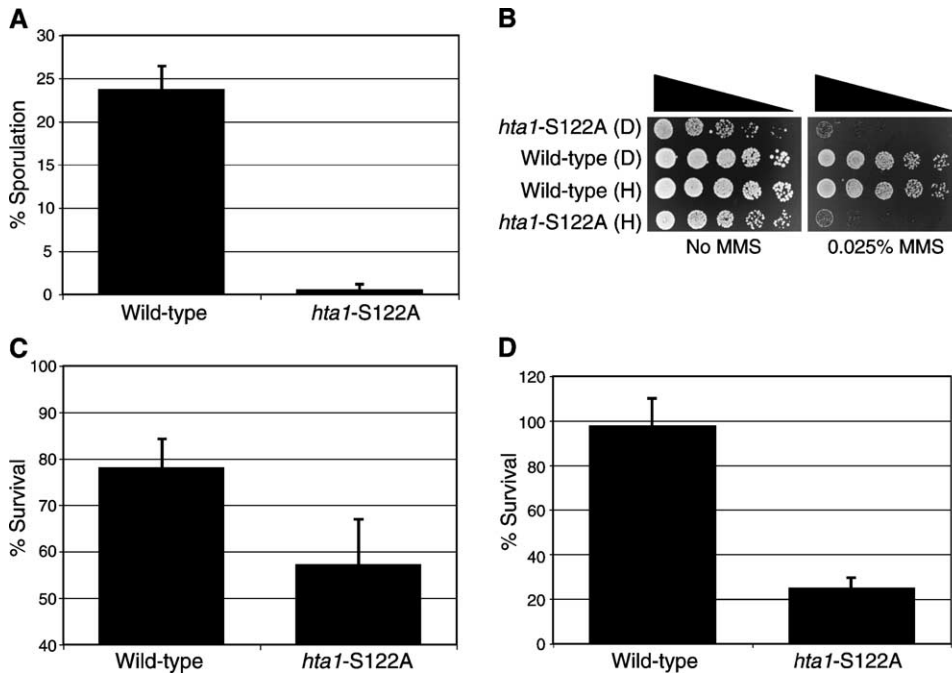 A
30
25
20
15
10
5
0
% Sporulation
Wild-type
hta1-S122A
B
hta1-S122A (D)
Wild-type (D)
Wild-type (H)
hta1-S122A (H)
No MMS
0.025% MMS
C
100
90
80
70
60
50
40
% Survival
Wild-type
hta1-S122A
D
120
100
80
60
40
20
0
% Survival
Wild-type
hta1-S122A